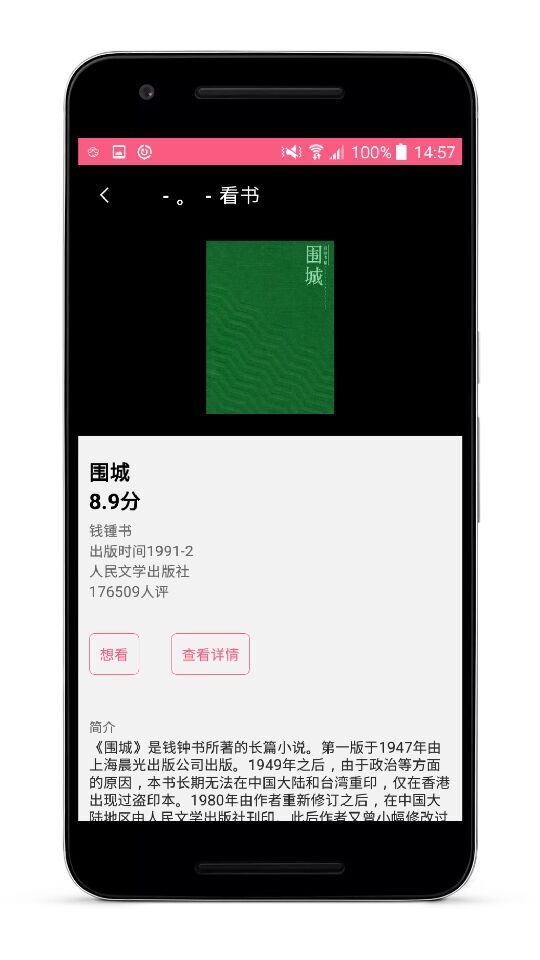 100% 14:57
- 。 - 看书
围城
围城
8.9分
钱锺书
出版时间1991-2
人民文学出版社
176509人评
想看 查看详情
简介
《围城》是钱钟书所著的长篇小说。第一版于1947年由
上海晨光出版公司出版。1949年之后，由于政治等方面
的原因，本书长期无法在中国大陆和台湾重印，仅在香港
出现过盗印本。1980年由作者重新修订之后，在中国大
陆地区由人民文学出版社刊印。此后作者又曾小幅修改过